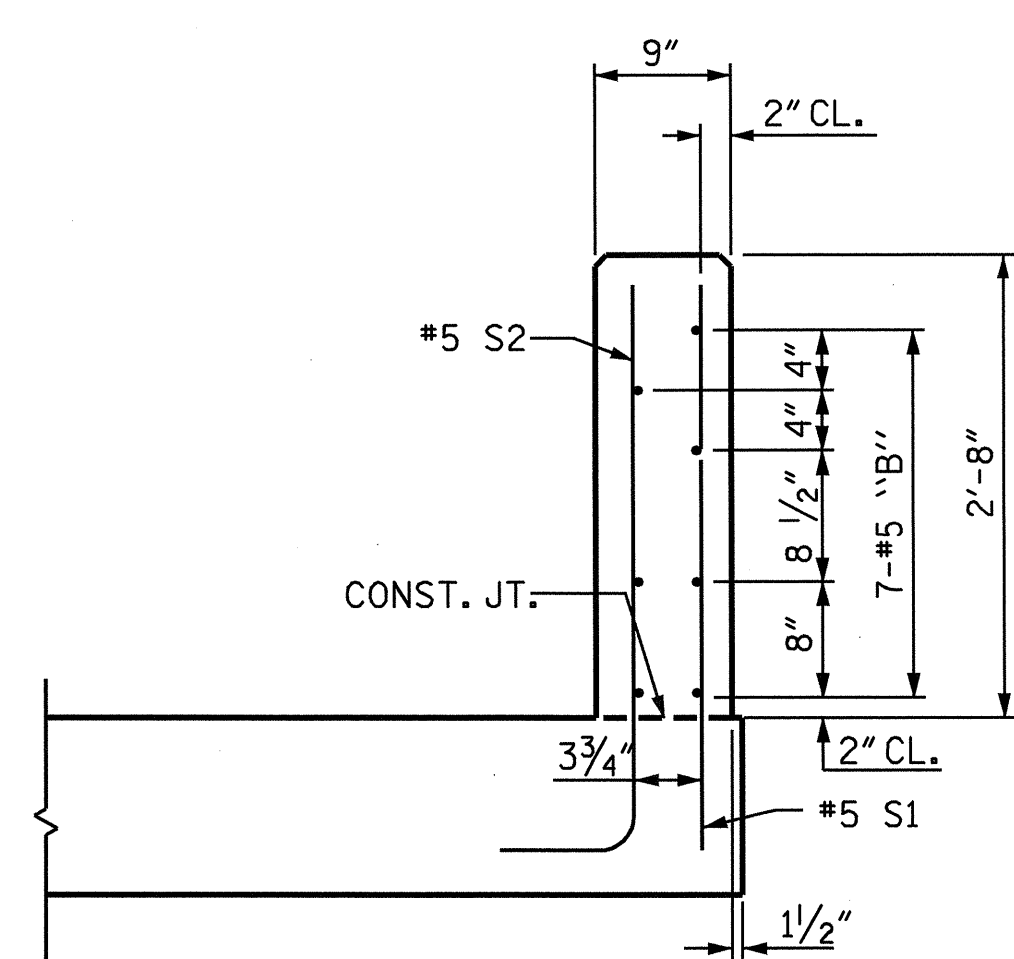 9"
2" CL.
#5 S2
4"
4"
8 1/2"
7-#5 "B"
2'-8"
CONST. JT.
8"
3 3/4"
2" CL.
#5 S1
1 1/2"